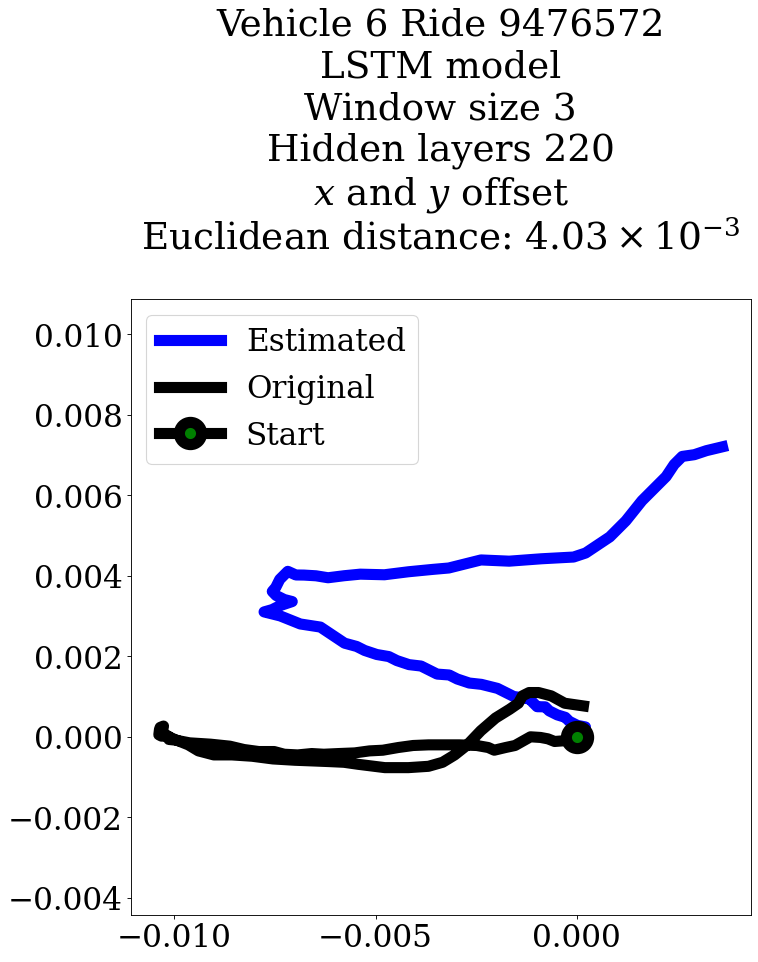 Vehicle 6 Ride 9476572
LSTM model
Window size 3
Hidden layers 220
x and y offset
Euclidean distance: 4.03 × 10⁻³
Estimated
Original
Start
0.010
0.008
0.006
0.004
0.002
0.000
−0.002
−0.004
−0.010 −0.005 0.000